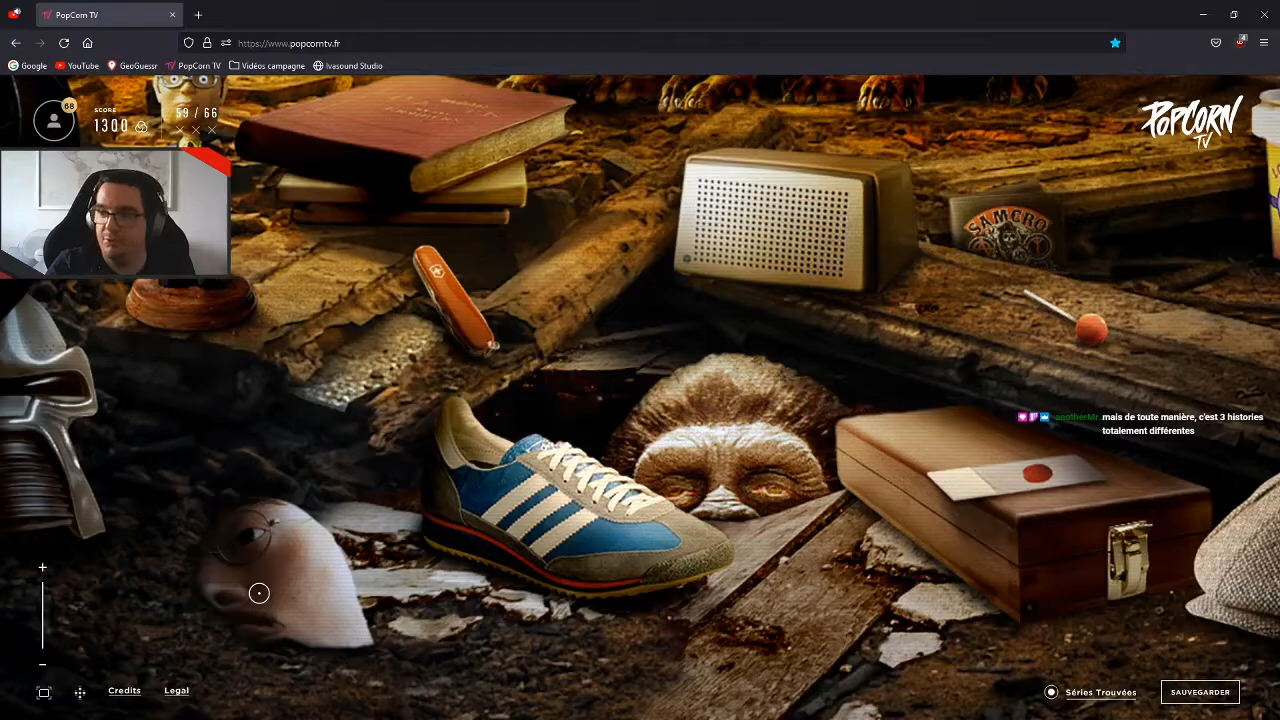 PopCorn TV
https://www.popcorntv.fr
Google
YouTube
GeoGuessr
PopCorn TV
Vidéos campagne
Ivasound Studio
68
SCORE
1300
59 / 66
POPCORN
TV
SAMCRO
anotherMr. mais de toute manière, c'est 3 histories
totalement différentes
Credits
Legal
Séries Trouvées
SAUVEGARDER